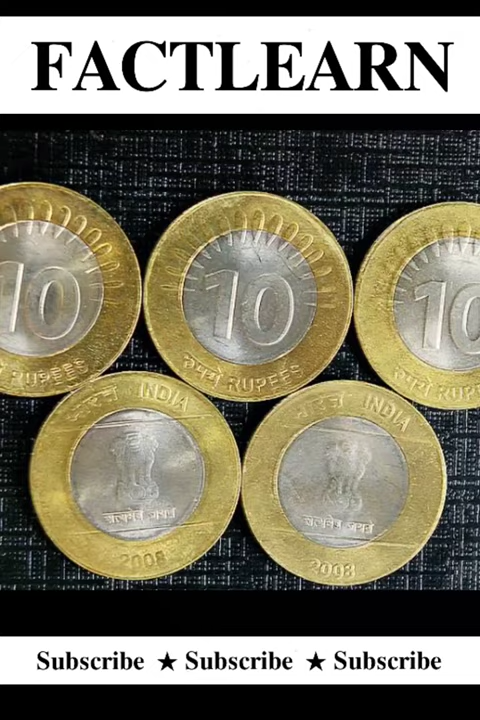 FACTLEARN
10
10
10
RUPEES
रुपये RUPEES
रुपये RUPEES
भारत INDIA
भारत INDIA
सत्यमेव जयते
सत्यमेव जयते
2008
2008
Subscribe ★ Subscribe ★ Subscribe